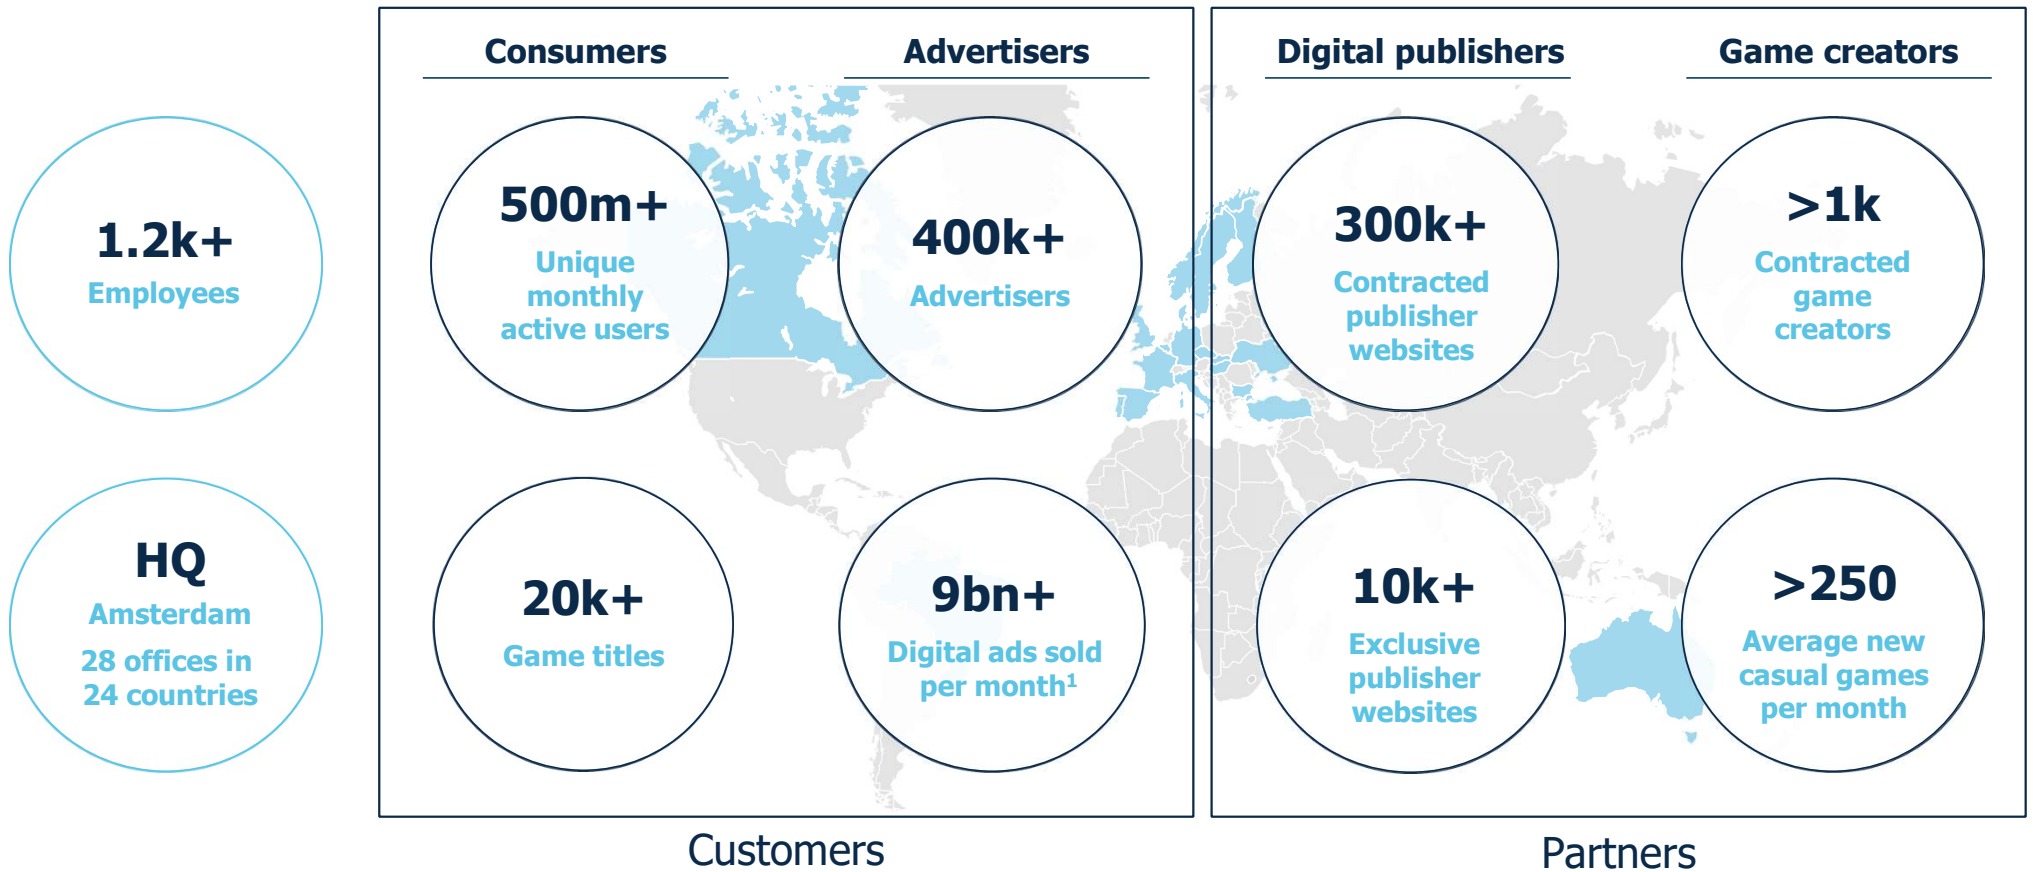 1.2k+
Employees
HQ
Amsterdam
28 offices in
24 countries
Consumers
500m+
Unique
monthly
active users
20k+
Game titles
Advertisers
400k+
Advertisers
9bn+
Digital ads sold
per month¹
Customers
Digital publishers
300k+
Contracted
publisher
websites
10k+
Exclusive
publisher
websites
Game creators
>1k
Contracted
game
creators
>250
Average new
casual games
per month
Partners